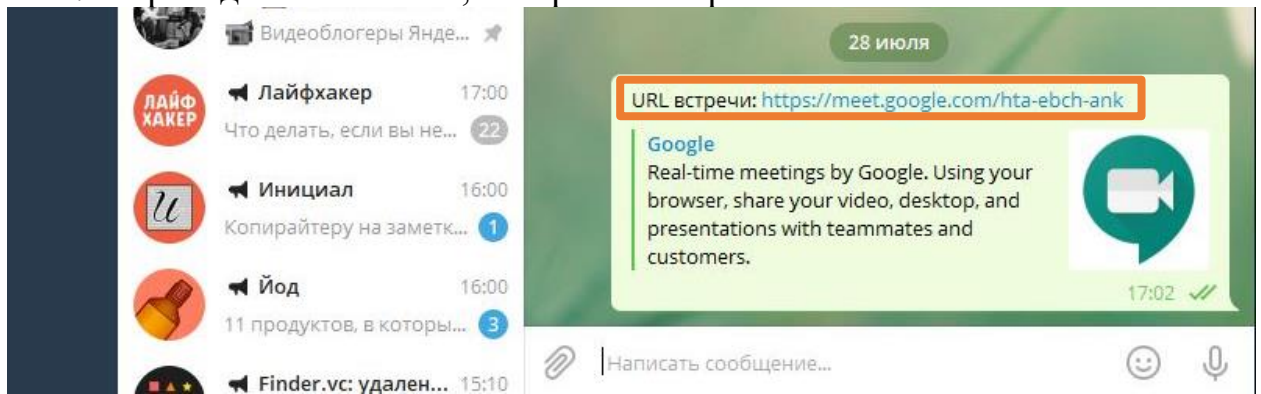 Видеоблогеры Янде...
ЛАЙФ
ХАКЕР
Лайфхакер 17:00
Что делать, если вы не... 22
Инициал 16:00
Копирайтеру на заметк... 1
Йод 16:00
11 продуктов, в которы... 3
Finder.vc: удален... 15:10
28 июля
URL встречи: https://meet.google.com/hta-ebch-ank
Google
Real-time meetings by Google. Using your
browser, share your video, desktop, and
presentations with teammates and
customers.
17:02
Написать сообщение...